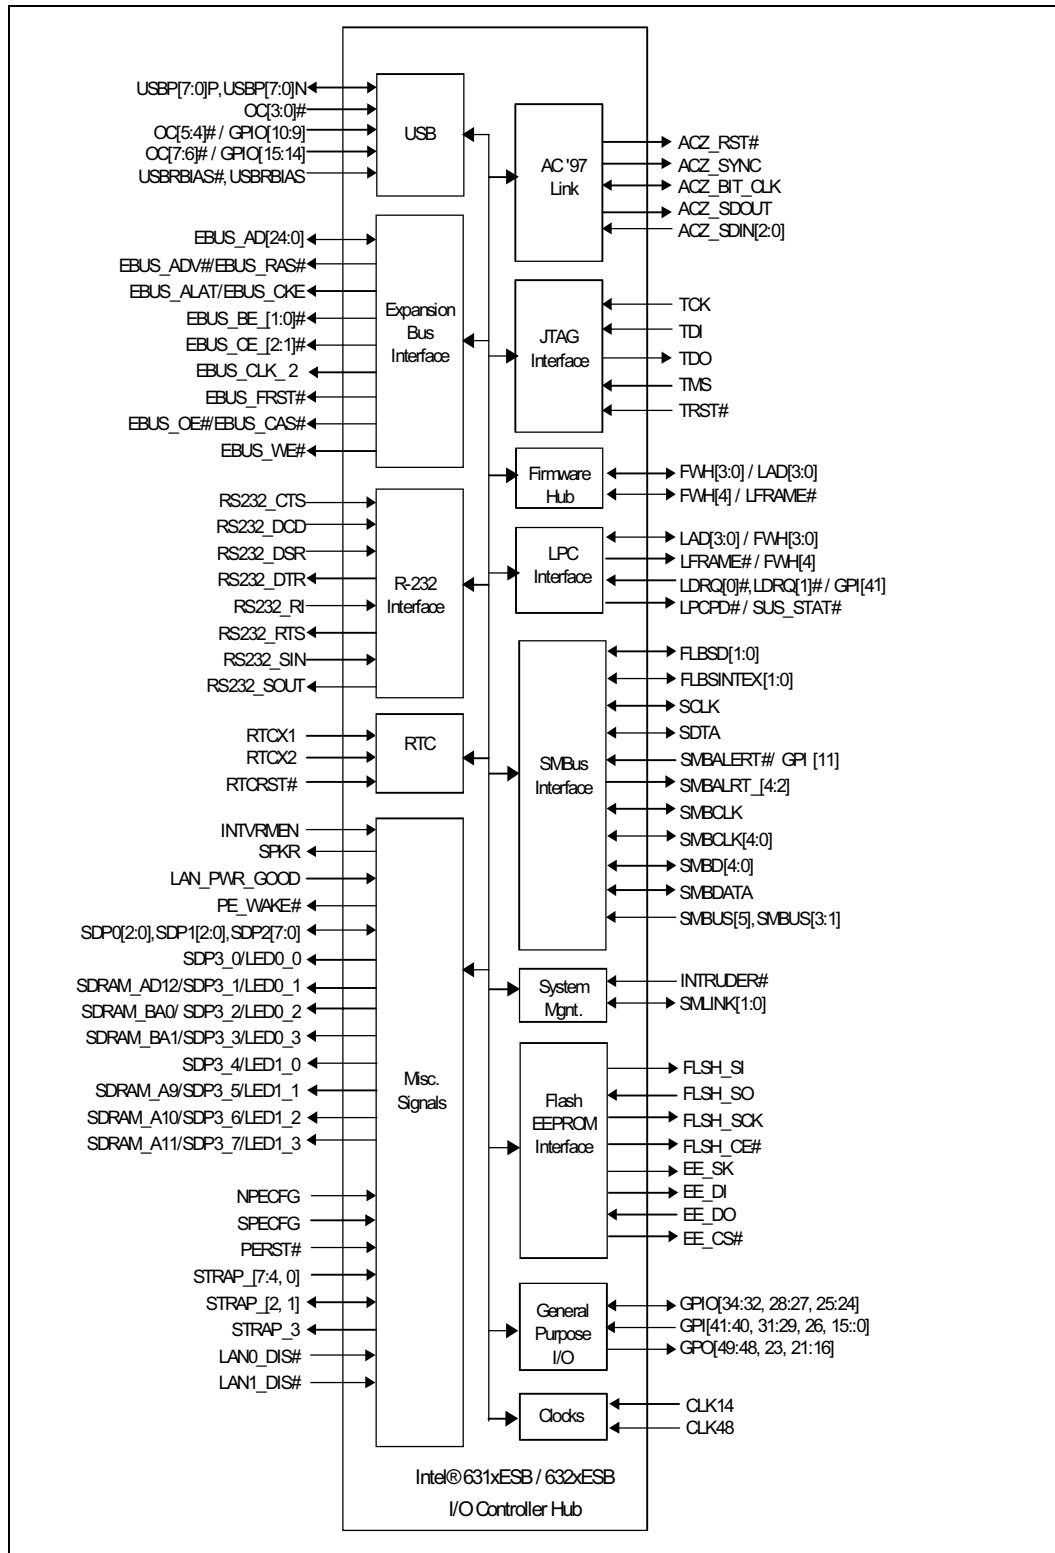 USBP[7:0]P, USBP[7:0]N
OC[3:0]#
OC[5:4]# / GPIO[10:9]
OC[7:6]# / GPIO[15:14]
USBRBIAS#, USBRBIAS
USB
EBUS_AD[24:0]
EBUS_ADV#/EBUS_RAS#
EBUS_ALAT/EBUS_CKE
EBUS_BE_[1:0]#
EBUS_CE_[2:1]#
EBUS_CLK_2
EBUS_FRST#
EBUS_OE#/EBUS_CAS#
EBUS_WE#
Expansion
Bus
Interface
RS232_CTS
RS232_DCD
RS232_DSR
RS232_DTR
RS232_RI
RS232_RTS
RS232_SIN
RS232_SOUT
R-232
Interface
RTCX1
RTCX2
RTCRST#
RTC
INTVRMEN
SPKR
LAN_PWR_GOOD
PE_WAKE#
SDP0[2:0], SDP1[2:0], SDP2[7:0]
SDP3_0/LED0_0
SDRAM_AD12/SDP3_1/LED0_1
SDRAM_BA0/ SDP3_2/LED0_2
SDRAM_BA1/SDP3_3/LED0_3
SDP3_4/LED1_0
SDRAM_A9/SDP3_5/LED1_1
SDRAM_A10/SDP3_6/LED1_2
SDRAM_A11/SDP3_7/LED1_3
NPECFG
SPECFG
PERST#
STRAP_[7:4, 0]
STRAP_[2, 1]
STRAP_3
LAN0_DIS#
LAN1_DIS#
Misc.
Signals
AC '97
Link
ACZ_RST#
ACZ_SYNC
ACZ_BIT_CLK
ACZ_SDOUT
ACZ_SDIN[2:0]
JTAG
Interface
TCK
TDI
TDO
TMS
TRST#
Firmware
Hub
FWH[3:0] / LAD[3:0]
FWH[4] / LFRAME#
LPC
Interface
LAD[3:0] / FWH[3:0]
LFRAME# / FWH[4]
LDRQ[0]#, LDRQ[1]# / GPI[41]
LPCPD# / SUS_STAT#
SMBus
Interface
FLBSD[1:0]
FLBSINTEX[1:0]
SCLK
SDTA
SMBALERT#/ GPI [11]
SMBALRT_[4:2]
SMBCLK
SMBCLK[4:0]
SMBD[4:0]
SMBDATA
SMBUS[5], SMBUS[3:1]
System
Mgnt.
INTRUDER#
SMLINK[1:0]
Flash
EEPROM
Interface
FLSH_SI
FLSH_SO
FLSH_SCK
FLSH_CE#
EE_SK
EE_DI
EE_DO
EE_CS#
General
Purpose
I/O
GPIO[34:32, 28:27, 25:24]
GPI[41:40, 31:29, 26, 15::0]
GPO[49:48, 23, 21:16]
Clocks
CLK14
CLK48
Intel® 631xESB / 632xESB
I/O Controller Hub